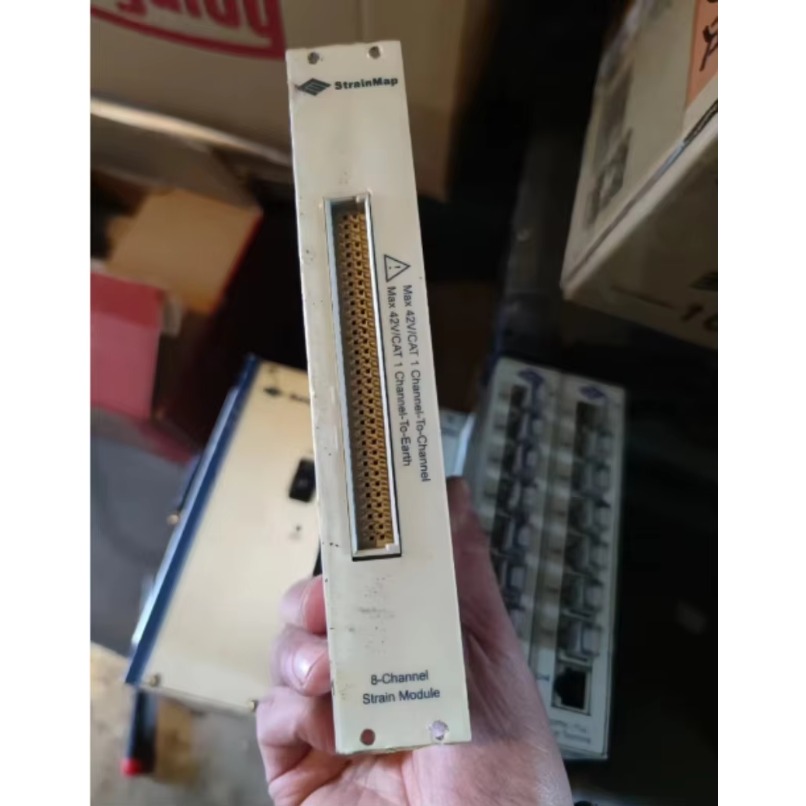 StrainMap
Max 42V/CAT 1 Channel-To-Channel
Max 42V/CAT 1 Channel-To-Earth
8-Channel
Strain Module